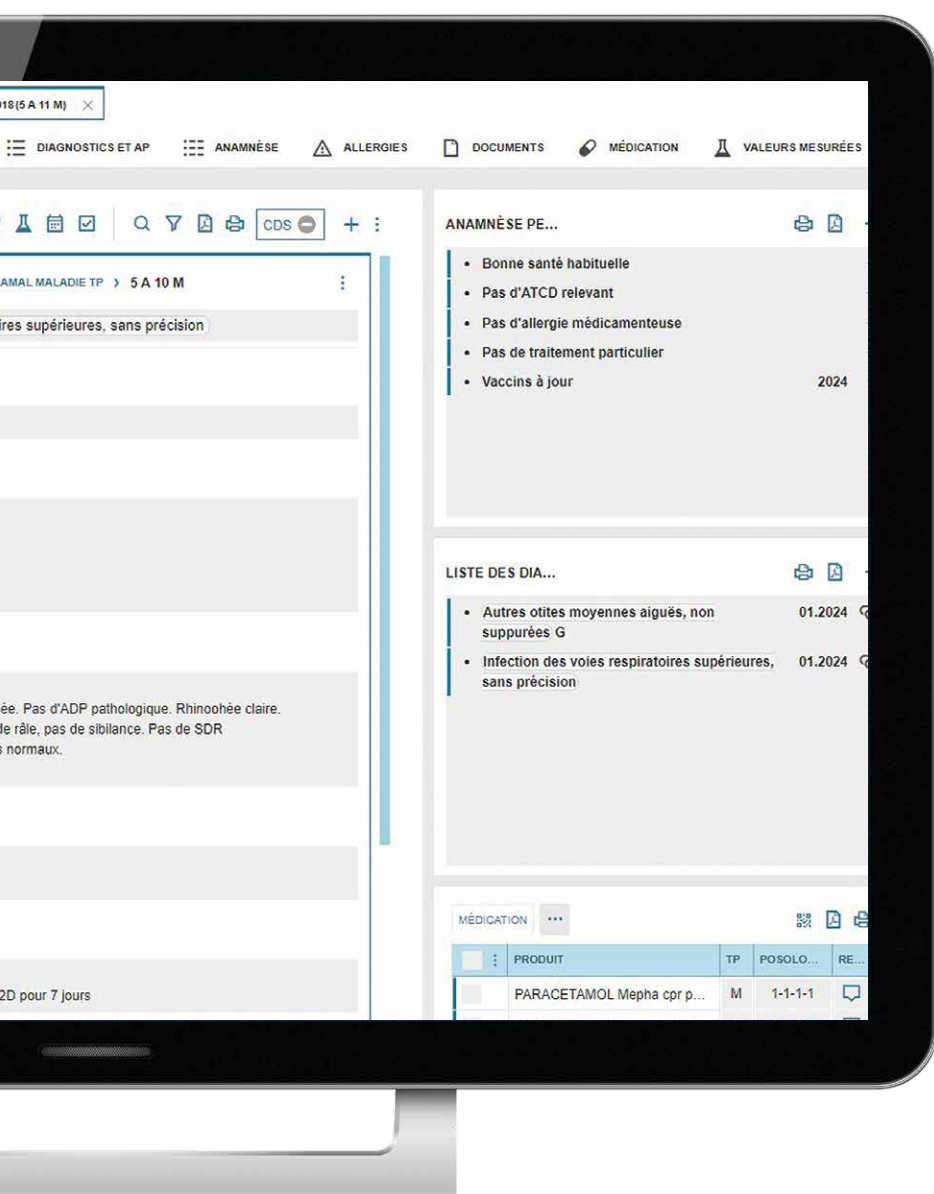 018(5 A 11 M)
DIAGNOSTICS ET AP ANAMNÈSE ALLERGIES DOCUMENTS MÉDICATION VALEURS MESURÉES
CDS
AMAL MALADIE TP > 5 A 10 M
ires supérieures, sans précision
ée. Pas d'ADP pathologique. Rhinoohée claire.
de râle, pas de sibilance. Pas de SDR
s normaux.
2D pour 7 jours
ANAMNÈSE PE...
• Bonne santé habituelle
• Pas d'ATCD relevant
• Pas d'allergie médicamenteuse
• Pas de traitement particulier
• Vaccins à jour 2024
LISTE DES DIA...
• Autres otites moyennes aiguës, non 01.2024
suppurées G
• Infection des voies respiratoires supérieures, 01.2024
sans précision
MÉDICATION ...
PRODUIT TP POSOLO... RE...
PARACETAMOL Mepha cpr p... M 1-1-1-1